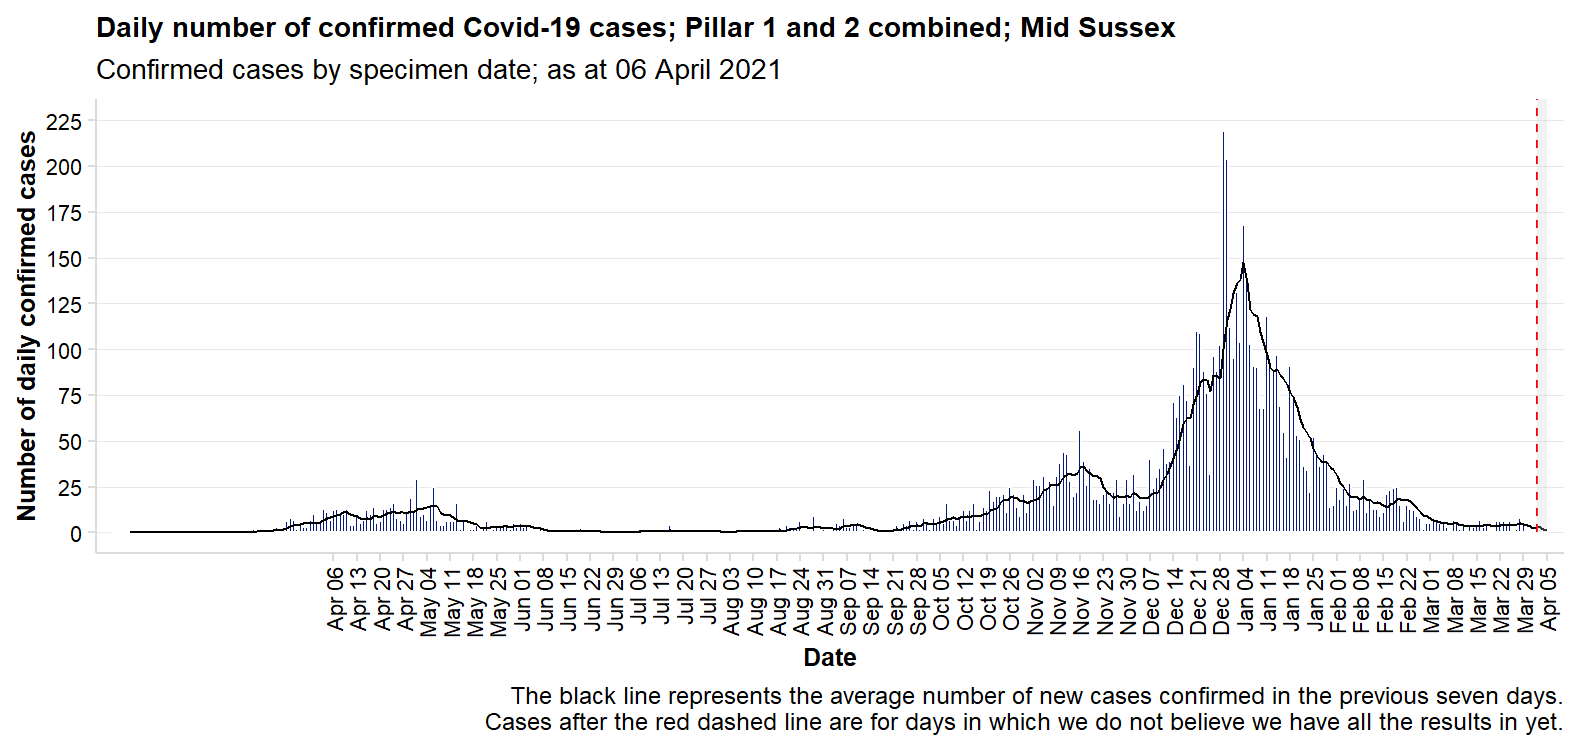 Daily number of confirmed Covid-19 cases; Pillar 1 and 2 combined; Mid Sussex
Confirmed cases by specimen date; as at 06 April 2021
Number of daily confirmed cases
225
200
175
150
125
100
75
50
25
0
Apr 06
Apr 13
Apr 20
Apr 27
May 04
May 11
May 18
May 25
Jun 01
Jun 08
Jun 15
Jun 22
Jun 29
Jul 06
Jul 13
Jul 20
Jul 27
Aug 03
Aug 10
Aug 17
Aug 24
Aug 31
Sep 07
Sep 14
Sep 21
Sep 28
Oct 05
Oct 12
Oct 19
Oct 26
Nov 02
Nov 09
Nov 16
Nov 23
Nov 30
Dec 07
Dec 14
Dec 21
Dec 28
Jan 04
Jan 11
Jan 18
Jan 25
Feb 01
Feb 08
Feb 15
Feb 22
Mar 01
Mar 08
Mar 15
Mar 22
Mar 29
Apr 05
Date
The black line represents the average number of new cases confirmed in the previous seven days.
Cases after the red dashed line are for days in which we do not believe we have all the results in yet.